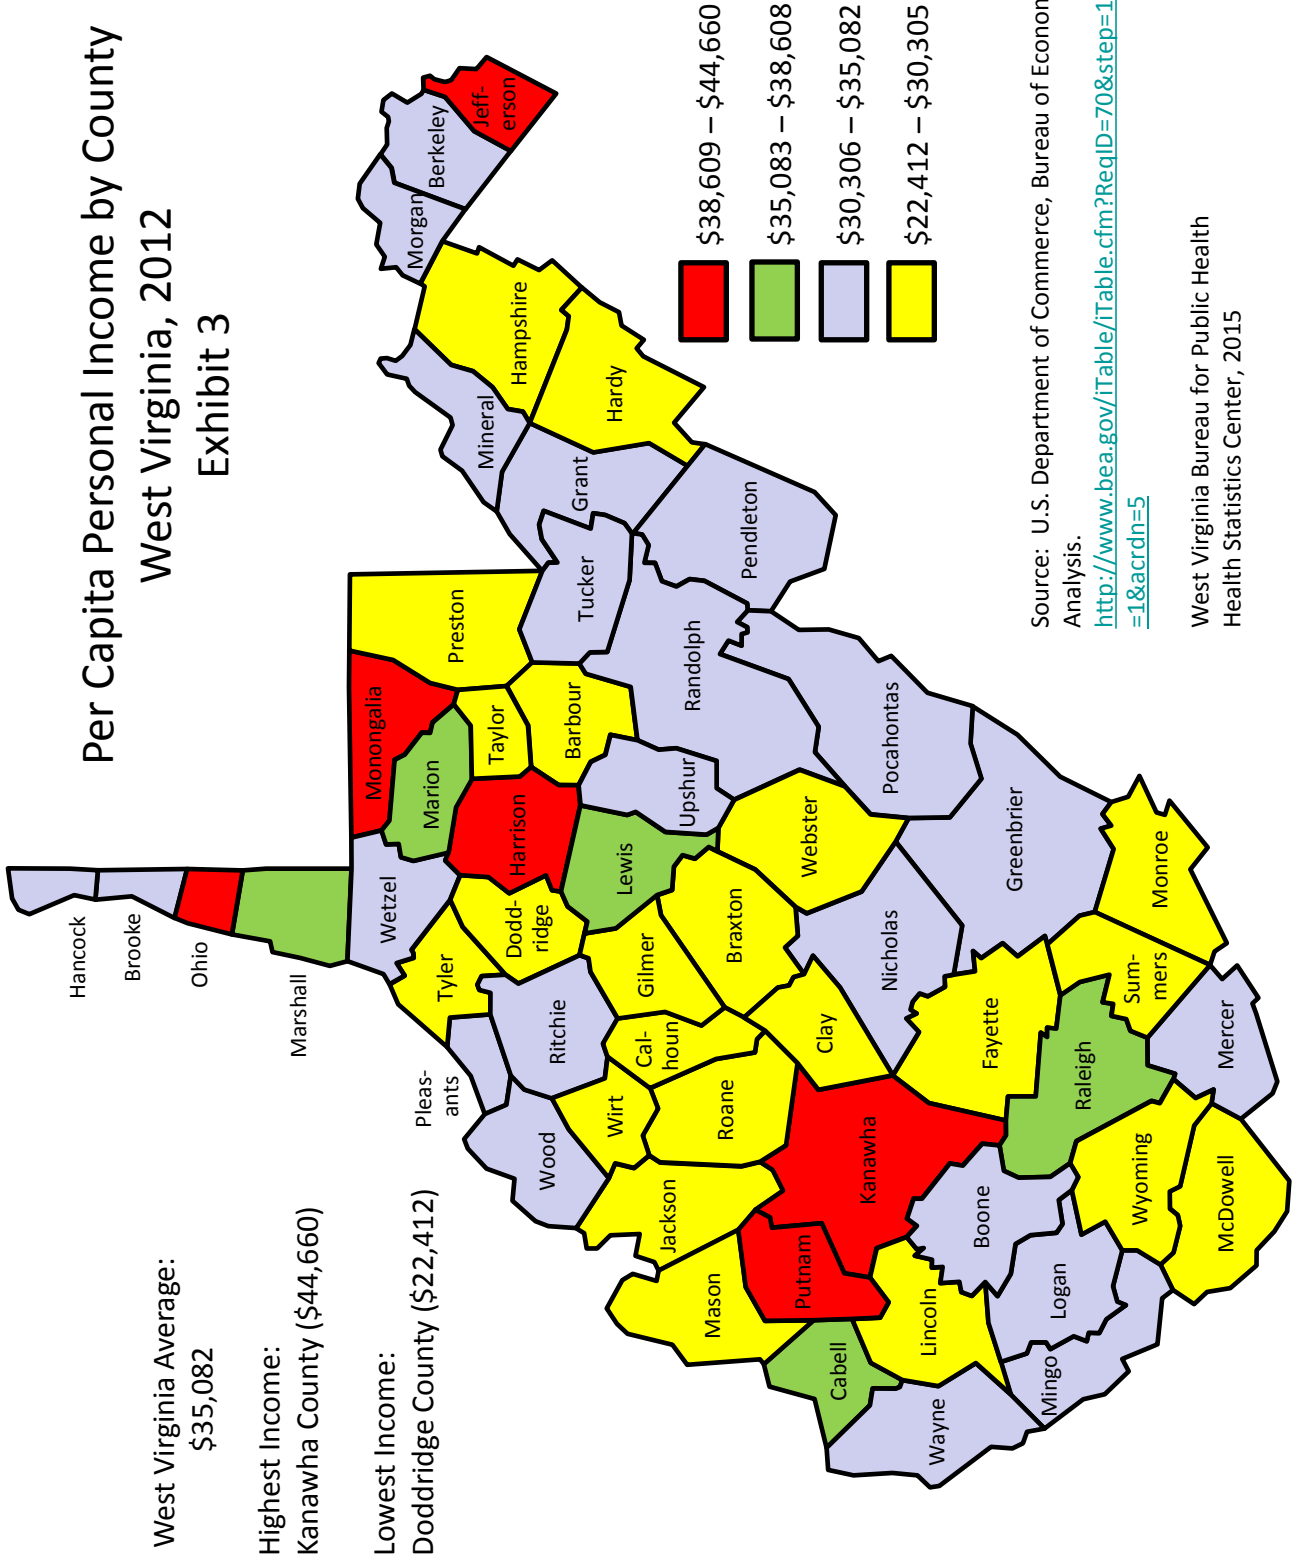 Per Capita Personal Income by County
West Virginia, 2012
Exhibit 3
West Virginia Average:
$35,082
Highest Income:
Kanawha County ($44,660)
Lowest Income:
Doddridge County ($22,412)
Hancock
Brooke
Ohio
Marshall
Wetzel
Monongalia
Marion
Preston
Taylor
Harrison
Barbour
Tyler
Dodd-
ridge
Pleas-
ants
Ritchie
Wood
Wirt
Cal-
houn
Gilmer
Lewis
Upshur
Tucker
Randolph
Grant
Mineral
Hampshire
Hardy
Morgan
Berkeley
Jeff-
erson
Pendleton
Pocahontas
Webster
Braxton
Clay
Roane
Jackson
Mason
Putnam
Kanawha
Cabell
Lincoln
Wayne
Boone
Logan
Mingo
Nicholas
Greenbrier
Fayette
Raleigh
Sum-
mers
Monroe
Mercer
Wyoming
McDowell
$38,609 – $44,660
$35,083 – $38,608
$30,306 – $35,082
$22,412 – $30,305
Source: U.S. Department of Commerce, Bureau of Econon
Analysis.
http://www.bea.gov/iTable/iTable.cfm?ReqID=70&step=1
=1&acrdn=5
West Virginia Bureau for Public Health
Health Statistics Center, 2015